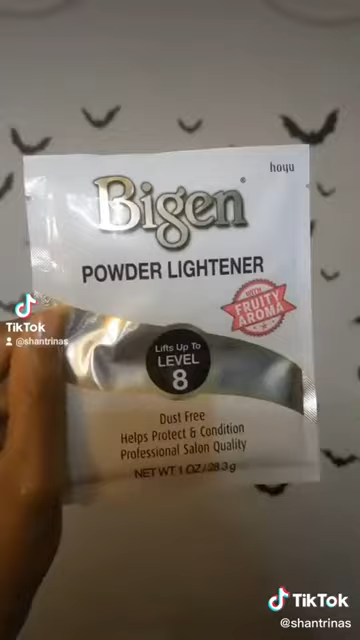 hoyu
Bigen
POWDER LIGHTENER
WITH
FRUITY
AROMA
Lifts Up To
LEVEL
8
Dust Free
Helps Protect & Condition
Professional Salon Quality
NET WT 1 OZ/28.3g
TikTok
@shantrinas
TikTok
@shantrinas